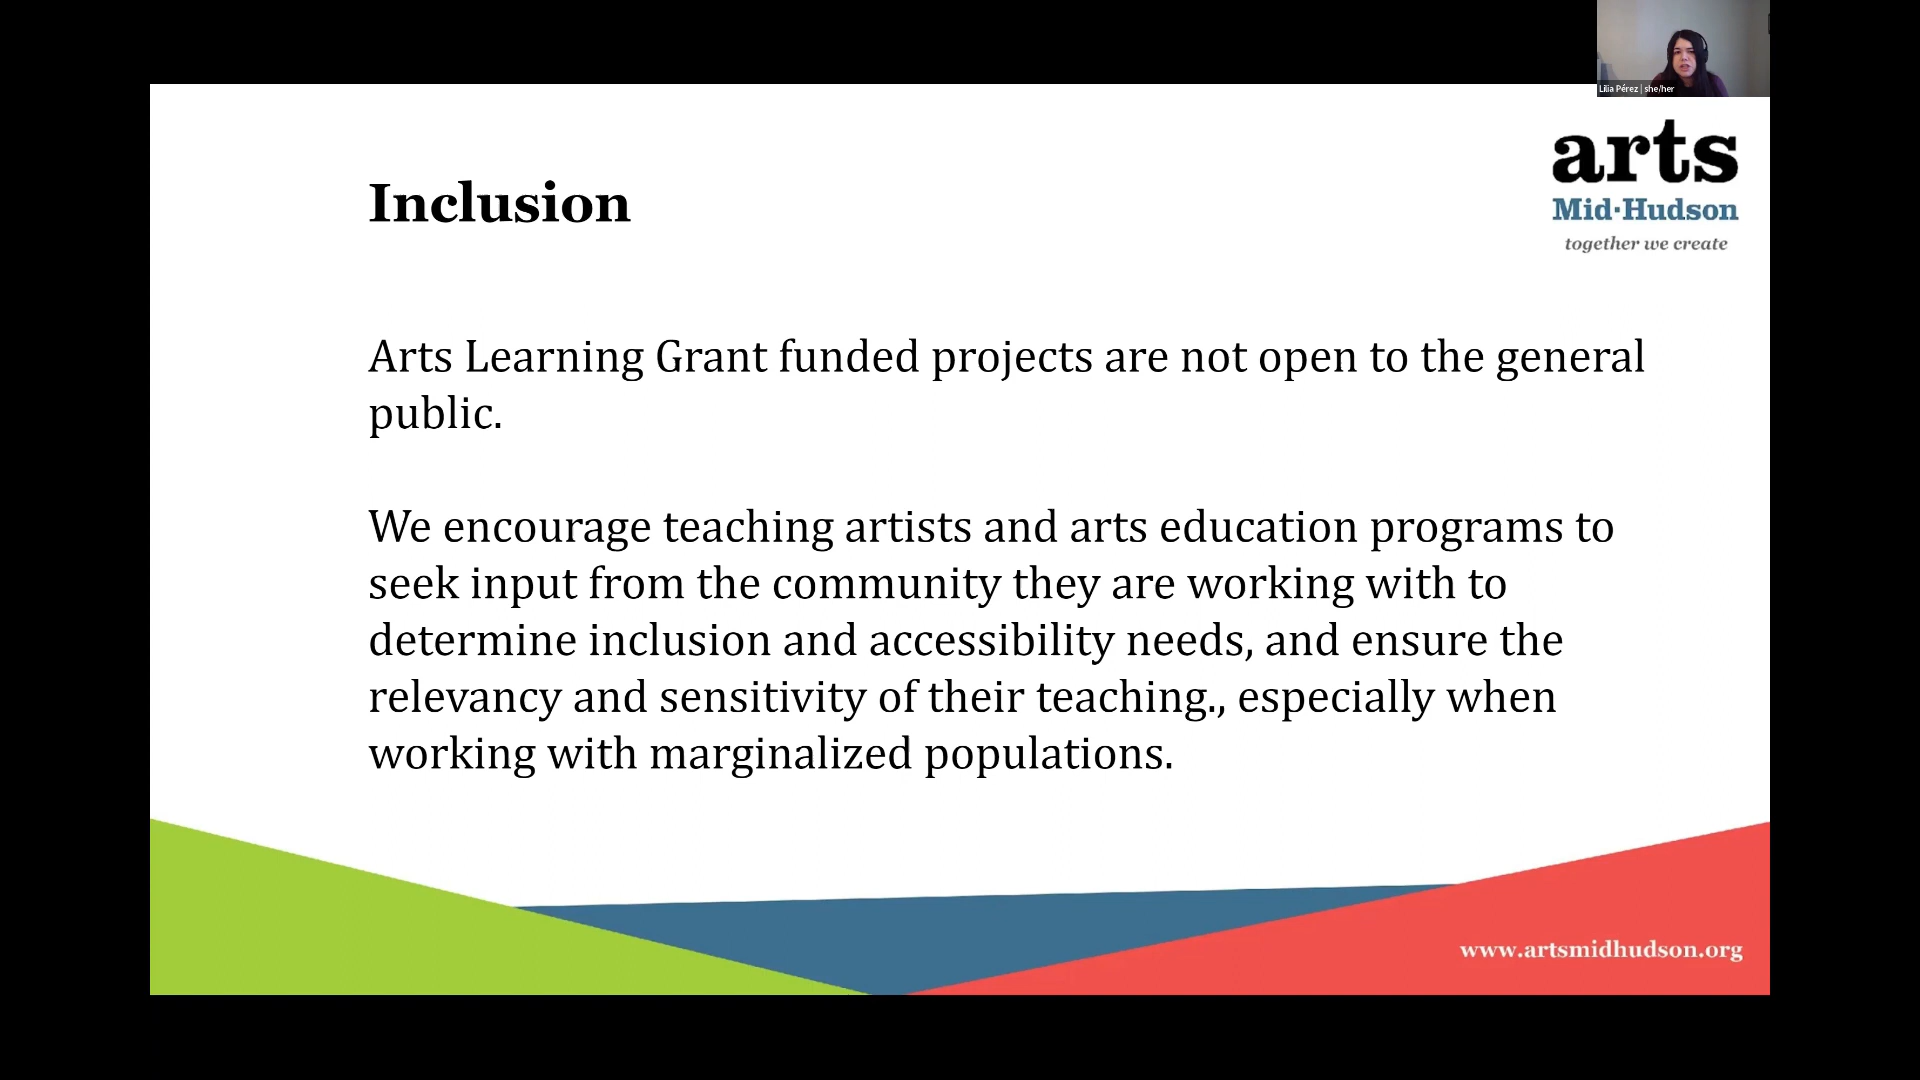 Lilia Pérez | she/her
arts
Mid·Hudson
together we create
Inclusion
Arts Learning Grant funded projects are not open to the general
public.
We encourage teaching artists and arts education programs to
seek input from the community they are working with to
determine inclusion and accessibility needs, and ensure the
relevancy and sensitivity of their teaching., especially when
working with marginalized populations.
www.artsmidhudson.org